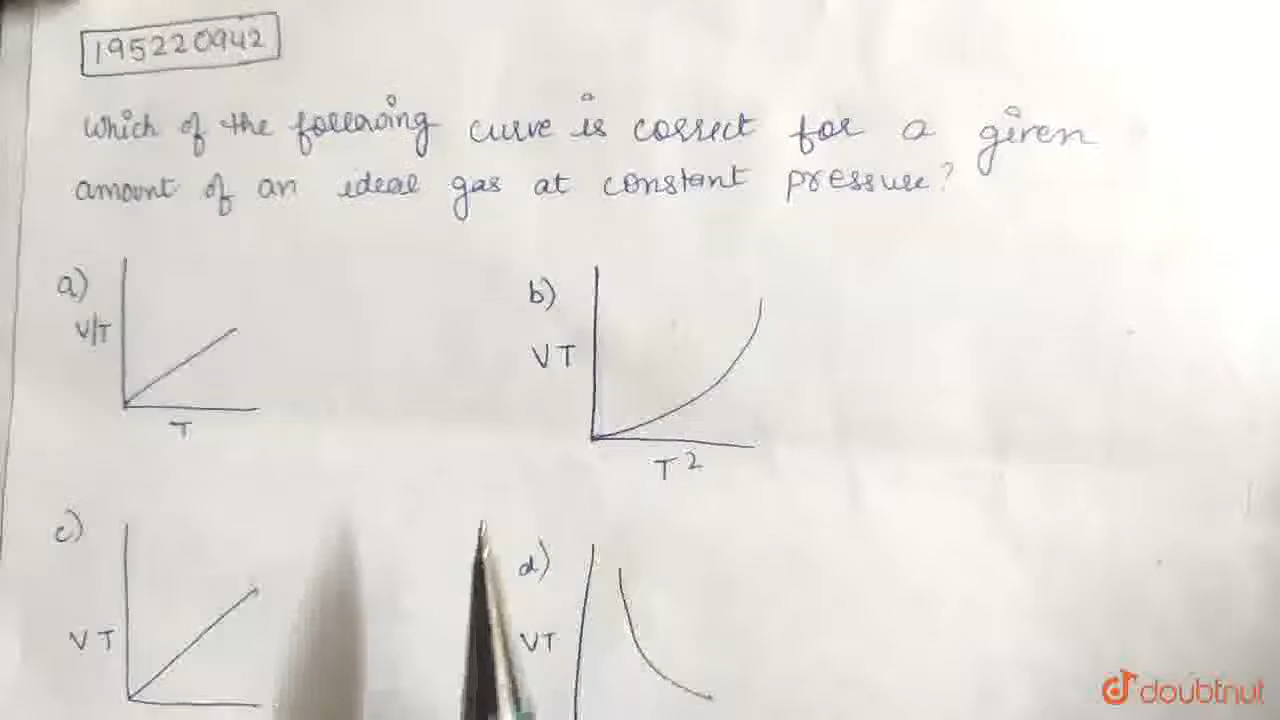 195220942
Which of the following curve is correct for a given
amount of an ideal gas at constant pressure?
a)
V/T
T
b)
VT
T2
c)
VT
d)
VT
doubtnut